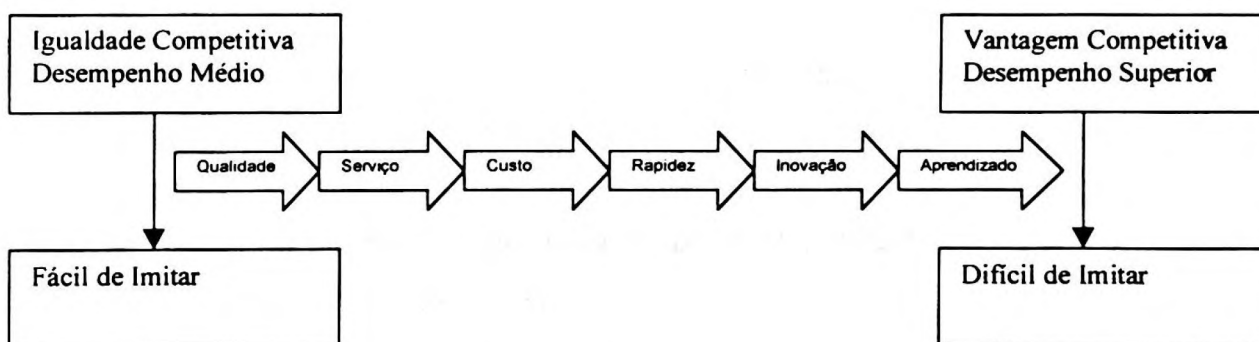 Igualdade Competitiva
Desempenho Médio
Vantagem Competitiva
Desempenho Superior
Qualidade
Serviço
Custo
Rapidez
Inovação
Aprendizado
Fácil de Imitar
Difícil de Imitar